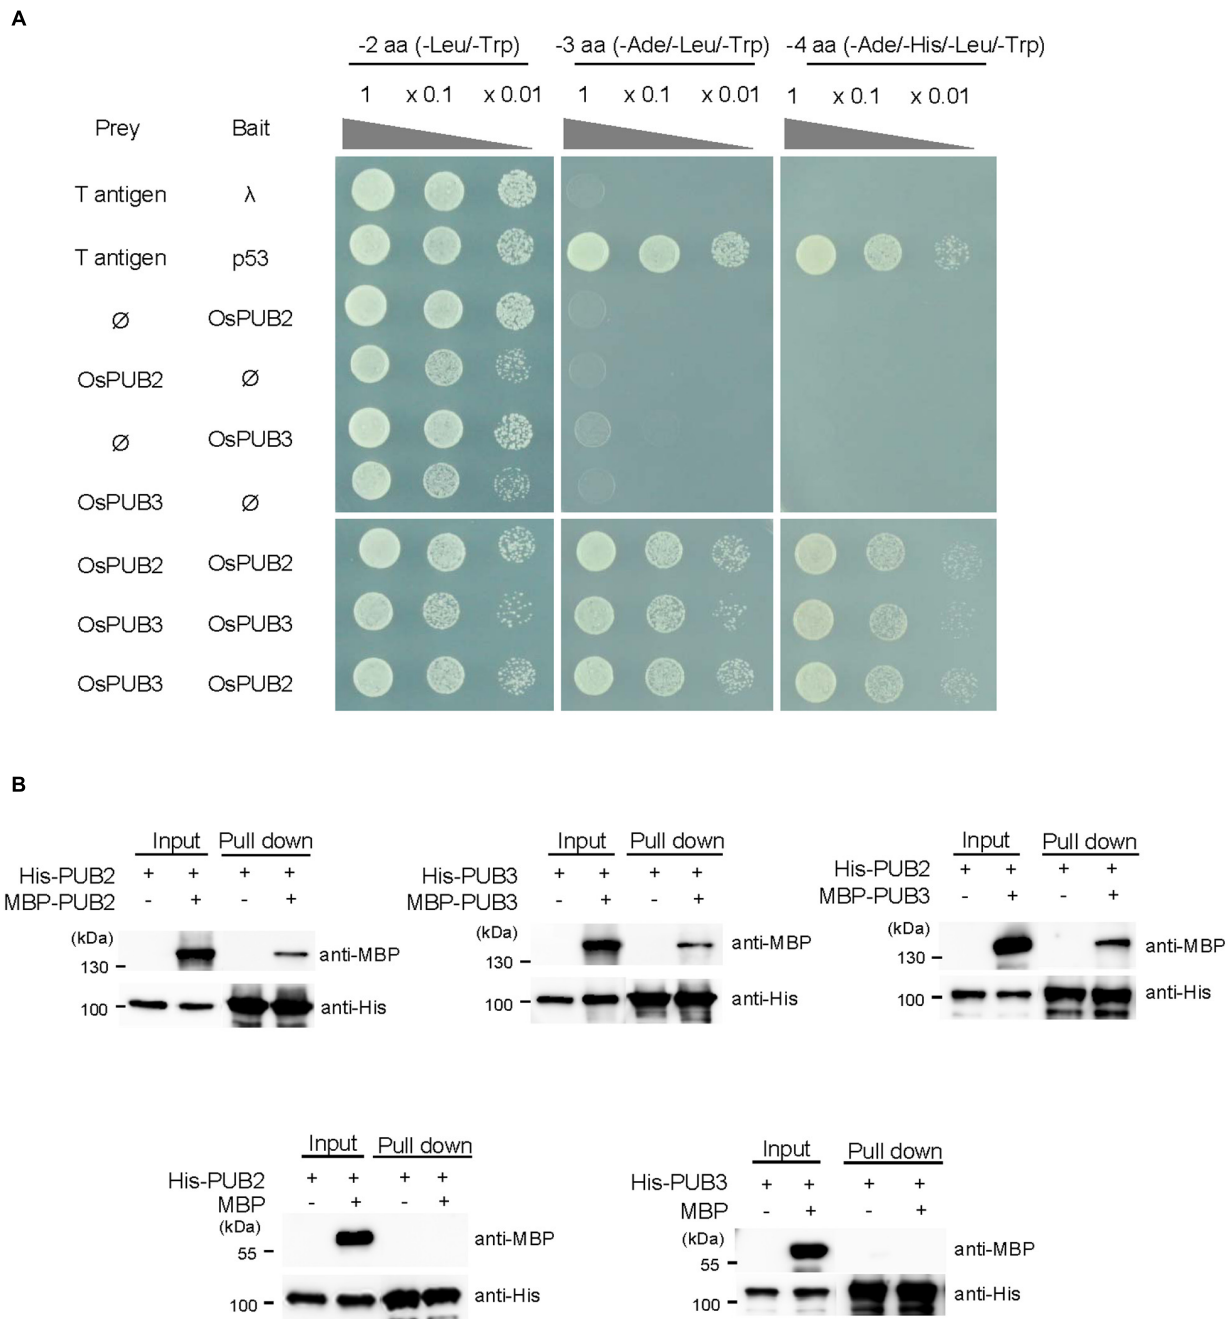 A
-2 aa (-Leu/-Trp) -3 aa (-Ade/-Leu/-Trp) -4 aa (-Ade/-His/-Leu/-Trp)
1 x 0.1 x 0.01 1 x 0.1 x 0.01 1 x 0.1 x 0.01
Prey Bait
T antigen λ
T antigen p53
Ø OsPUB2
OsPUB2 Ø
Ø OsPUB3
OsPUB3 Ø
OsPUB2 OsPUB2
OsPUB3 OsPUB3
OsPUB3 OsPUB2
B
Input Pull down
His-PUB2 + + + +
MBP-PUB2 - + - +
(kDa)
130 anti-MBP
100 anti-His
Input Pull down
His-PUB3 + + + +
MBP-PUB3 - + - +
(kDa)
130 anti-MBP
100 anti-His
Input Pull down
His-PUB2 + + + +
MBP-PUB3 - + - +
(kDa)
130 anti-MBP
100 anti-His
Input Pull down
His-PUB2 + + + +
MBP - + - +
(kDa)
55 anti-MBP
100 anti-His
Input Pull down
His-PUB3 + + + +
MBP - + - +
(kDa)
55 anti-MBP
100 anti-His